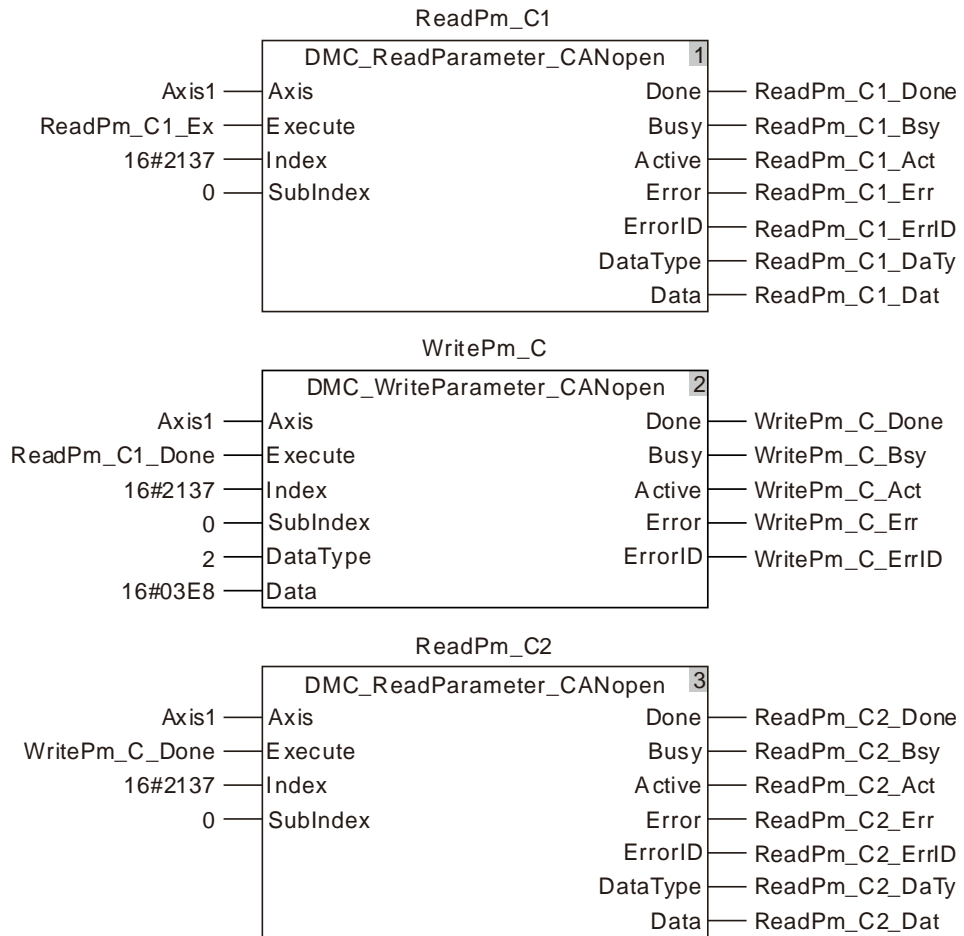 ReadPm_C1
DMC_ReadParameter_CANopen 1
Axis1 Axis Done ReadPm_C1_Done
ReadPm_C1_Ex Execute Busy ReadPm_C1_Bsy
16#2137 Index Active ReadPm_C1_Act
0 SubIndex Error ReadPm_C1_Err
ErrorID ReadPm_C1_ErrID
DataType ReadPm_C1_DaTy
Data ReadPm_C1_Dat
WritePm_C
DMC_WriteParameter_CANopen 2
Axis1 Axis Done WritePm_C_Done
ReadPm_C1_Done Execute Busy WritePm_C_Bsy
16#2137 Index Active WritePm_C_Act
0 SubIndex Error WritePm_C_Err
2 DataType ErrorID WritePm_C_ErrID
16#03E8 Data
ReadPm_C2
DMC_ReadParameter_CANopen 3
Axis1 Axis Done ReadPm_C2_Done
WritePm_C_Done Execute Busy ReadPm_C2_Bsy
16#2137 Index Active ReadPm_C2_Act
0 SubIndex Error ReadPm_C2_Err
ErrorID ReadPm_C2_ErrID
DataType ReadPm_C2_DaTy
Data ReadPm_C2_Dat